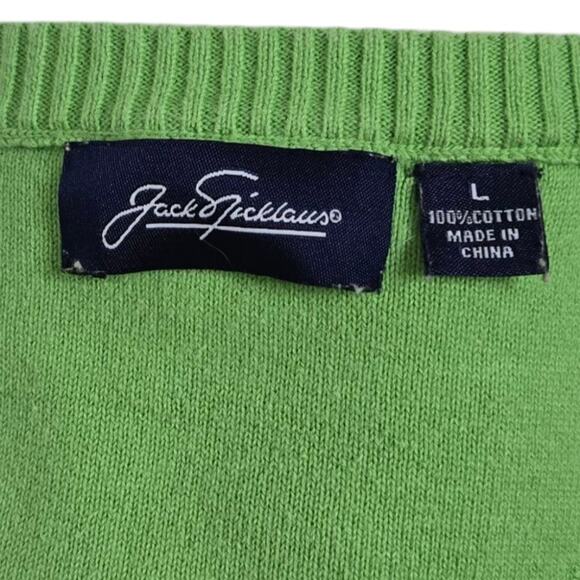 Jack Nicklaus®
L
100% COTTON
MADE IN
CHINA